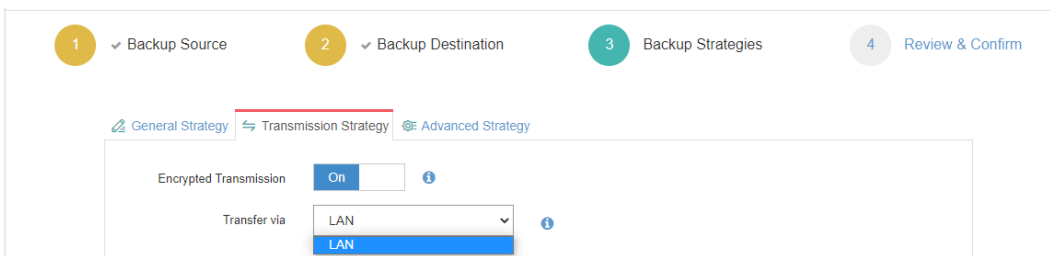 1 Backup Source 2 Backup Destination 3 Backup Strategies 4 Review & Confirm
General Strategy Transmission Strategy Advanced Strategy
Encrypted Transmission On
Transfer via LAN
LAN